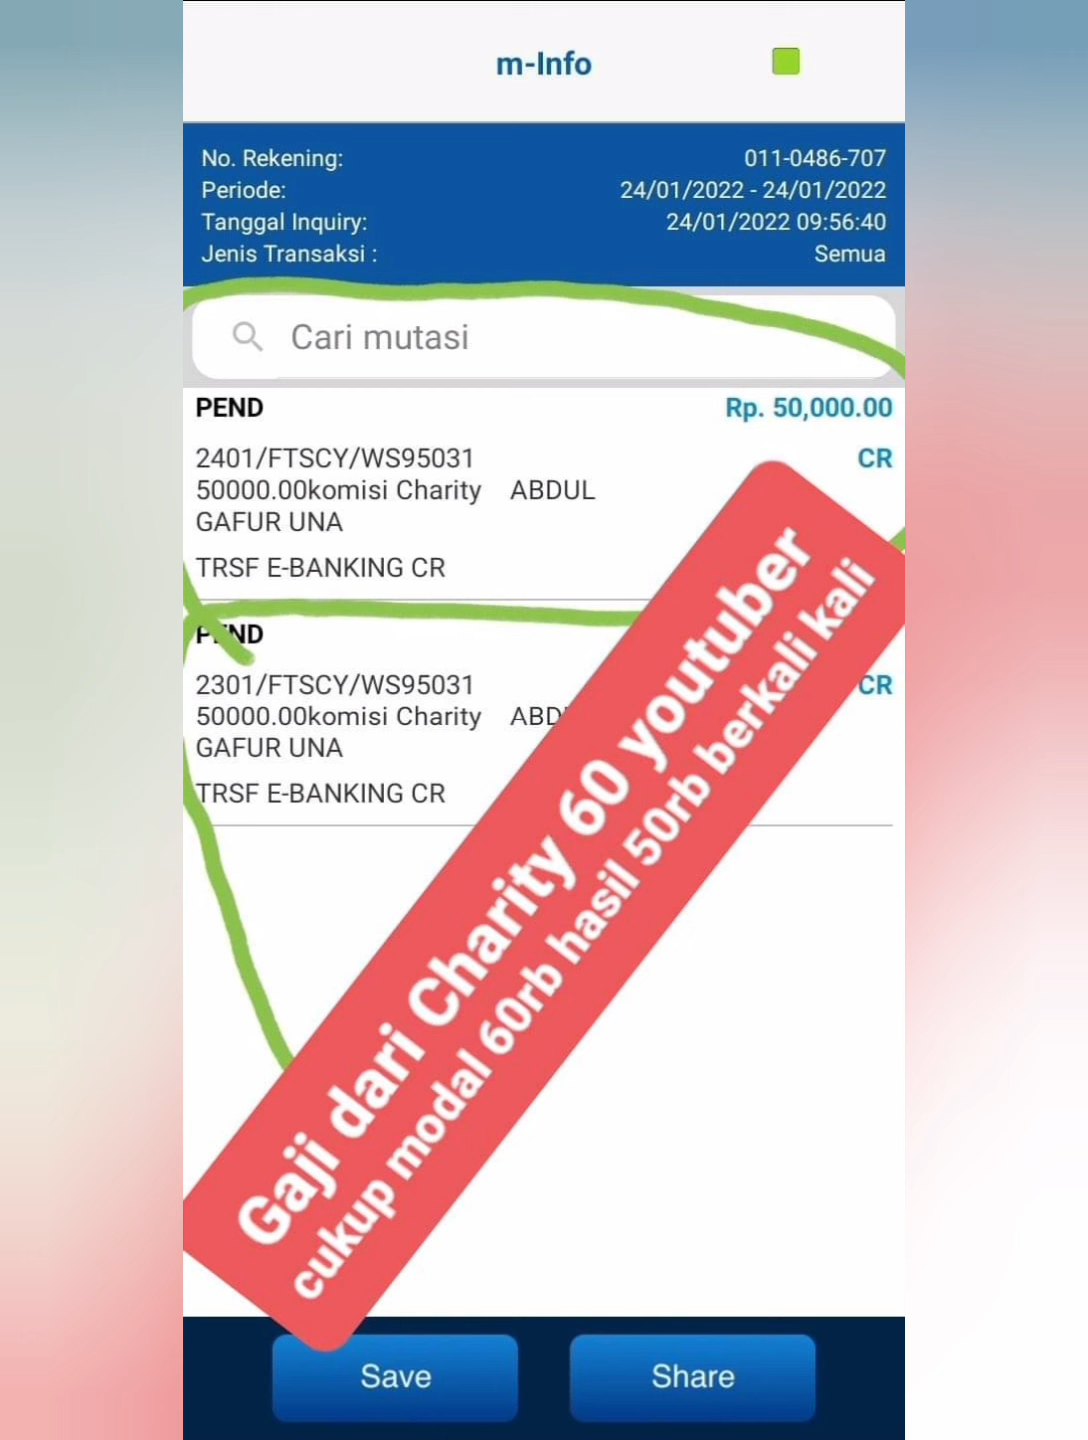 m-Info
No. Rekening: 011-0486-707
Periode: 24/01/2022 - 24/01/2022
Tanggal Inquiry: 24/01/2022 09:56:40
Jenis Transaksi : Semua
Cari mutasi
PEND Rp. 50,000.00
2401/FTSCY/WS95031 CR
50000.00komisi Charity ABDUL
GAFUR UNA
TRSF E-BANKING CR
PEND
2301/FTSCY/WS95031 CR
50000.00komisi Charity
GAFUR UNA
TRSF E-BANKING CR
Gaji dari Charity 60 youtuber
cukup modal 60rb hasil 50rb berkali kali
Save Share